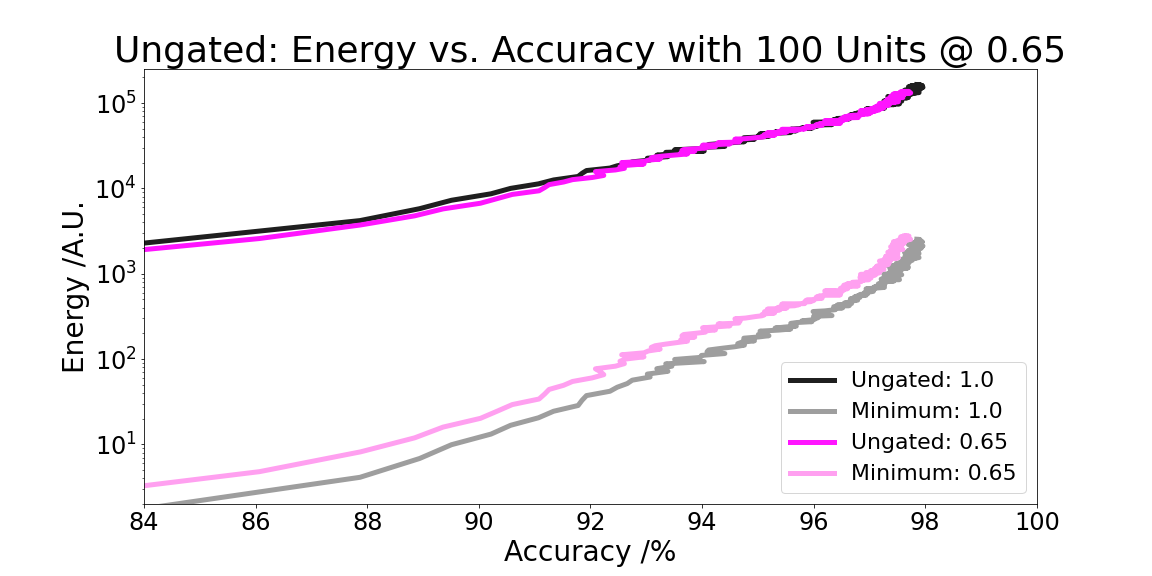 Ungated: Energy vs. Accuracy with 100 Units @ 0.65
10^5
10^4
10^3
10^2
10^1
Energy /A.U.
Ungated: 1.0
Minimum: 1.0
Ungated: 0.65
Minimum: 0.65
84 86 88 90 92 94 96 98 100
Accuracy /%